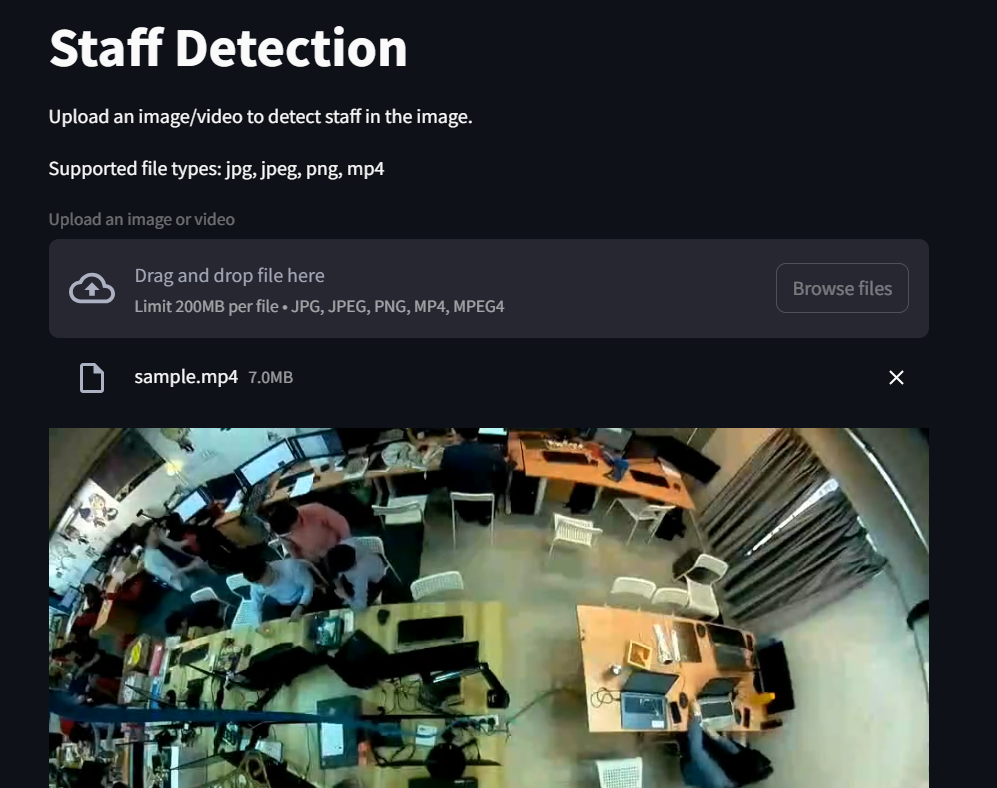 Staff Detection
Upload an image/video to detect staff in the image.
Supported file types: jpg, jpeg, png, mp4
Upload an image or video
Drag and drop file here
Limit 200MB per file • JPG, JPEG, PNG, MP4, MPEG4
Browse files
sample.mp4 7.0MB